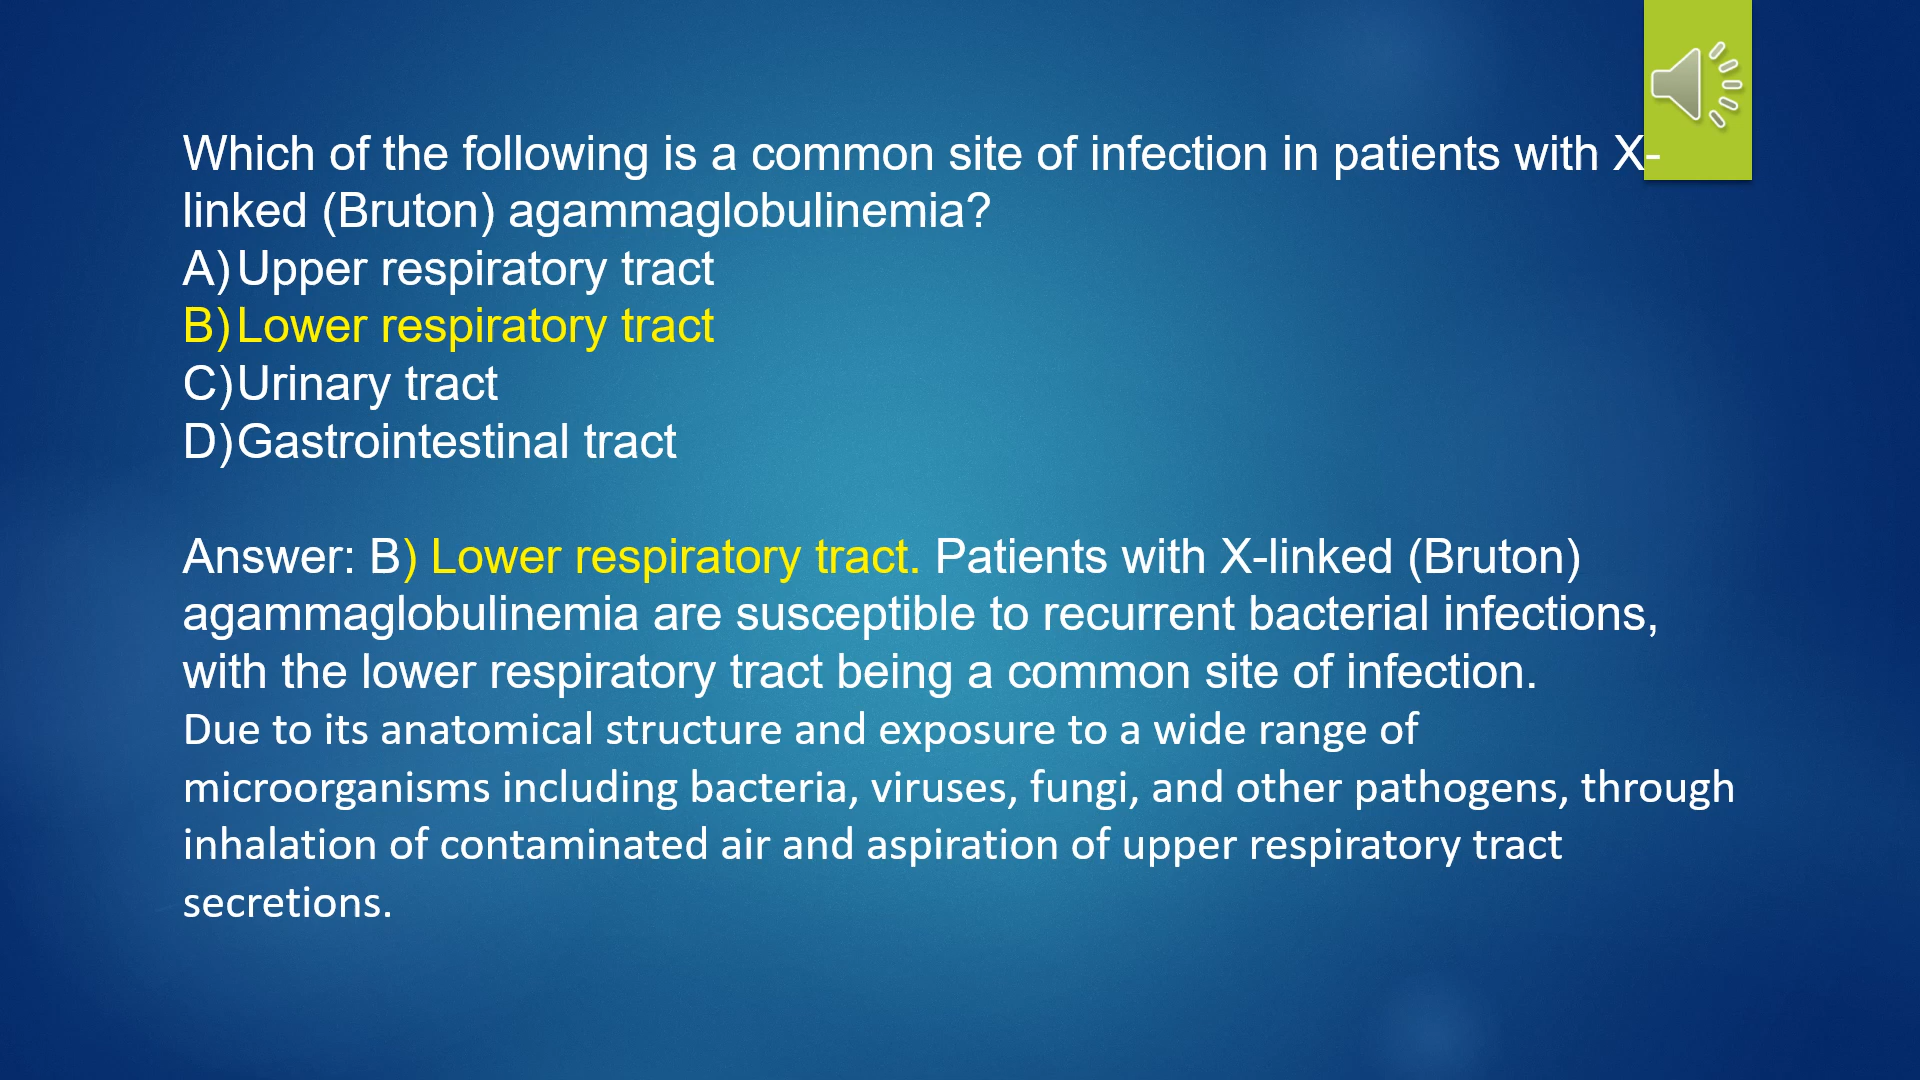 Which of the following is a common site of infection in patients with X-
linked (Bruton) agammaglobulinemia?
A) Upper respiratory tract
B) Lower respiratory tract
C) Urinary tract
D) Gastrointestinal tract
Answer: B) Lower respiratory tract. Patients with X-linked (Bruton)
agammaglobulinemia are susceptible to recurrent bacterial infections,
with the lower respiratory tract being a common site of infection.
Due to its anatomical structure and exposure to a wide range of
microorganisms including bacteria, viruses, fungi, and other pathogens, through
inhalation of contaminated air and aspiration of upper respiratory tract
secretions.